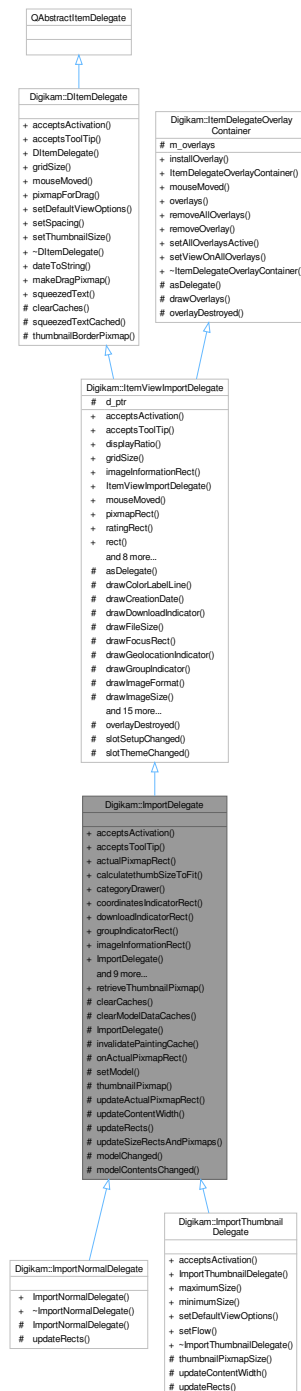 QAbstractItemDelegate
Digikam::DItemDelegate
+ acceptsActivation()
+ acceptsToolTip()
+ DItemDelegate()
+ gridSize()
+ mouseMoved()
+ pixmapForDrag()
+ setDefaultViewOptions()
+ setSpacing()
+ setThumbnailSize()
+ ~DItemDelegate()
+ dateToString()
+ makeDragPixmap()
+ squeezedText()
# clearCaches()
# squeezedTextCached()
# thumbnailBorderPixmap()
Digikam::ItemDelegateOverlay
Container
# m_overlays
+ installOverlay()
+ ItemDelegateOverlayContainer()
+ mouseMoved()
+ overlays()
+ removeAllOverlays()
+ removeOverlay()
+ setAllOverlaysActive()
+ setViewOnAllOverlays()
+ ~ItemDelegateOverlayContainer()
# asDelegate()
# drawOverlays()
# overlayDestroyed()
Digikam::ItemViewImportDelegate
# d_ptr
+ acceptsActivation()
+ acceptsToolTip()
+ displayRatio()
+ gridSize()
+ imageInformationRect()
+ ItemViewImportDelegate()
+ mouseMoved()
+ pixmapRect()
+ ratingRect()
+ rect()
and 8 more...
# asDelegate()
# drawColorLabelLine()
# drawCreationDate()
# drawDownloadIndicator()
# drawFileSize()
# drawFocusRect()
# drawGeolocationIndicator()
# drawGroupIndicator()
# drawImageFormat()
# drawImageSize()
and 15 more...
# overlayDestroyed()
# slotSetupChanged()
# slotThemeChanged()
Digikam::ImportDelegate
+ acceptsActivation()
+ acceptsToolTip()
+ actualPixmapRect()
+ calculatethumbSizeToFit()
+ categoryDrawer()
+ coordinatesIndicatorRect()
+ downloadIndicatorRect()
+ groupIndicatorRect()
+ imageInformationRect()
+ ImportDelegate()
and 9 more...
+ retrieveThumbnailPixmap()
# clearCaches()
# clearModelDataCaches()
# ImportDelegate()
# invalidatePaintingCache()
# onActualPixmapRect()
# setModel()
# thumbnailPixmap()
# updateActualPixmapRect()
# updateContentWidth()
# updateRects()
# updateSizeRectsAndPixmaps()
# modelChanged()
# modelContentsChanged()
Digikam::ImportNormalDelegate
+ ImportNormalDelegate()
+ ~ImportNormalDelegate()
# ImportNormalDelegate()
# updateRects()
Digikam::ImportThumbnail
Delegate
+ acceptsActivation()
+ ImportThumbnailDelegate()
+ maximumSize()
+ minimumSize()
+ setDefaultViewOptions()
+ setFlow()
+ ~ImportThumbnailDelegate()
# thumbnailPixmapSize()
# updateContentWidth()
# updateRects()